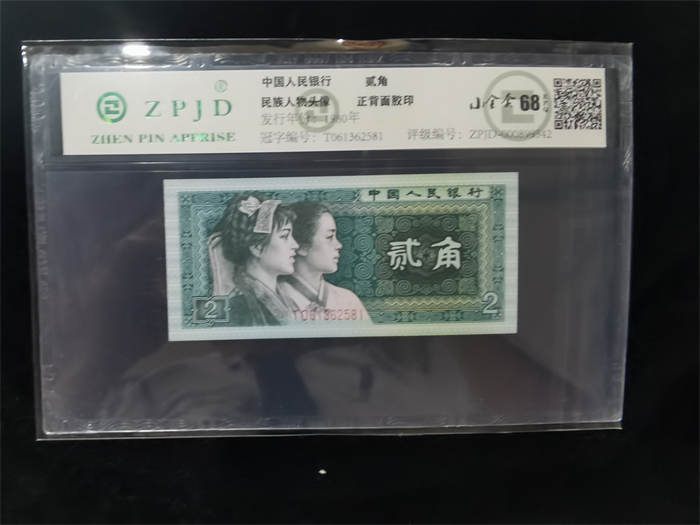 ZPJD
ZHEN PIN APPRISE
中国人民银行 贰角
民族人物头像 正背面胶印
发行年份: 1980年
冠字编号: T061362581
评级编号:
68
中国人民银行
贰角
2
T061362581
2